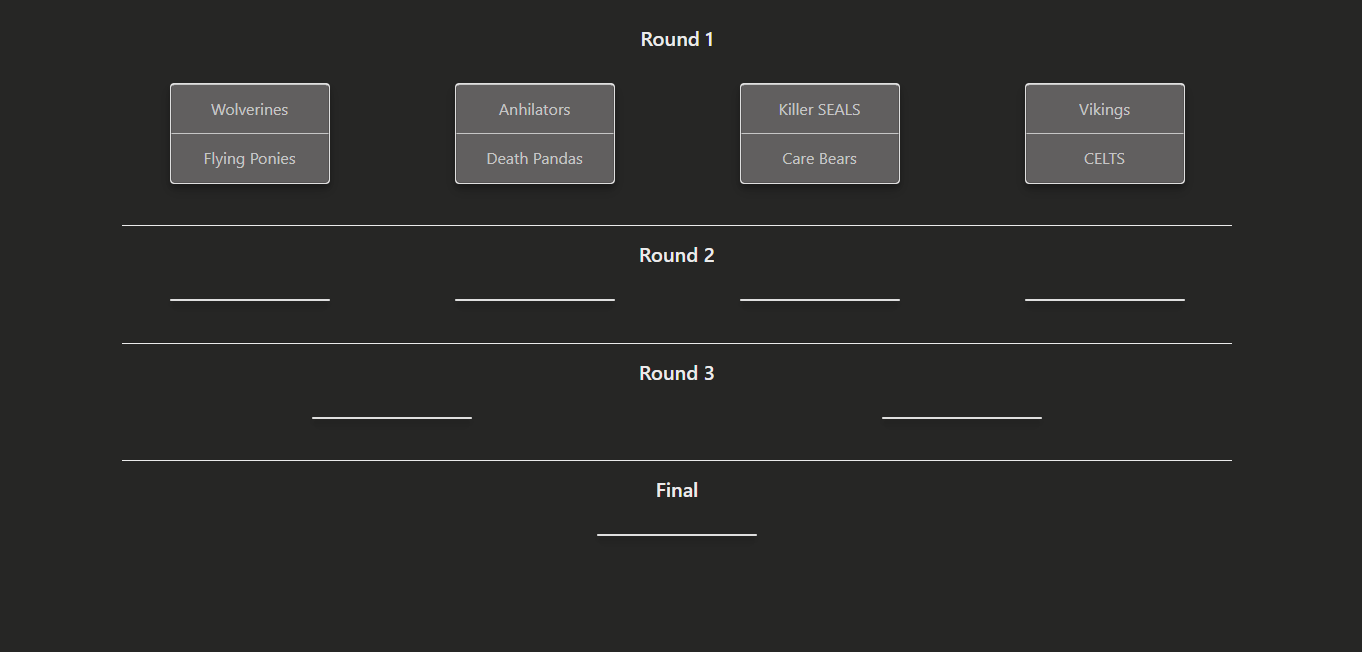 Round 1
Wolverines
Flying Ponies
Anhilators
Death Pandas
Killer SEALS
Care Bears
Vikings
CELTS
Round 2
Round 3
Final